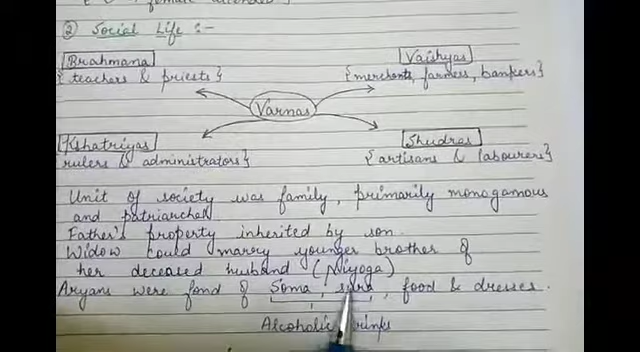 female attended
② Social Life :-
Brahmana
{teachers & priests}
Vaishyas
{merchants, farmers, bankers}
Varnas
Kshatriyas
rulers & administrators}
Shudras
{artisans & labourers}
Unit of society was family, primarily monogamous
and patriarchal
Father's property inherited by son.
Widow could marry younger brother of
her deceased husband (Niyoga)
Aryans were fond of Soma, sura, food & dresses.
Alcoholic drinks